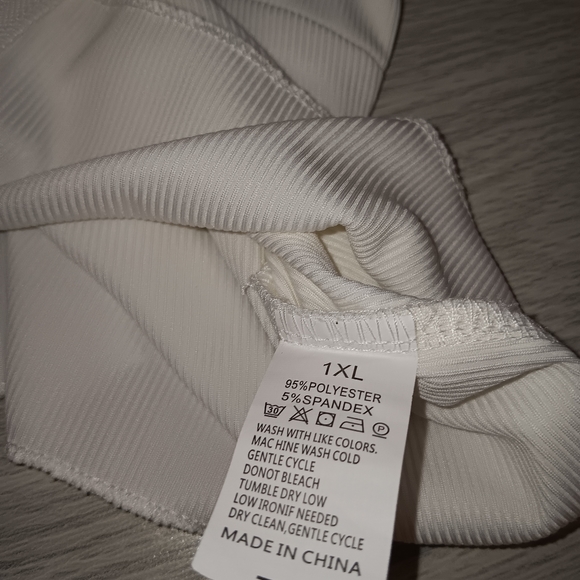 1XL
95%POLYESTER
5%SPANDEX
30 P
WASH WITH LIKE COLORS.
MAC HINE WASH COLD
GENTLE CYCLE
DONOT BLEACH
TUMBLE DRY LOW
LOW IRONIF NEEDED
DRY CLEAN,GENTLE CYCLE
MADE IN CHINA